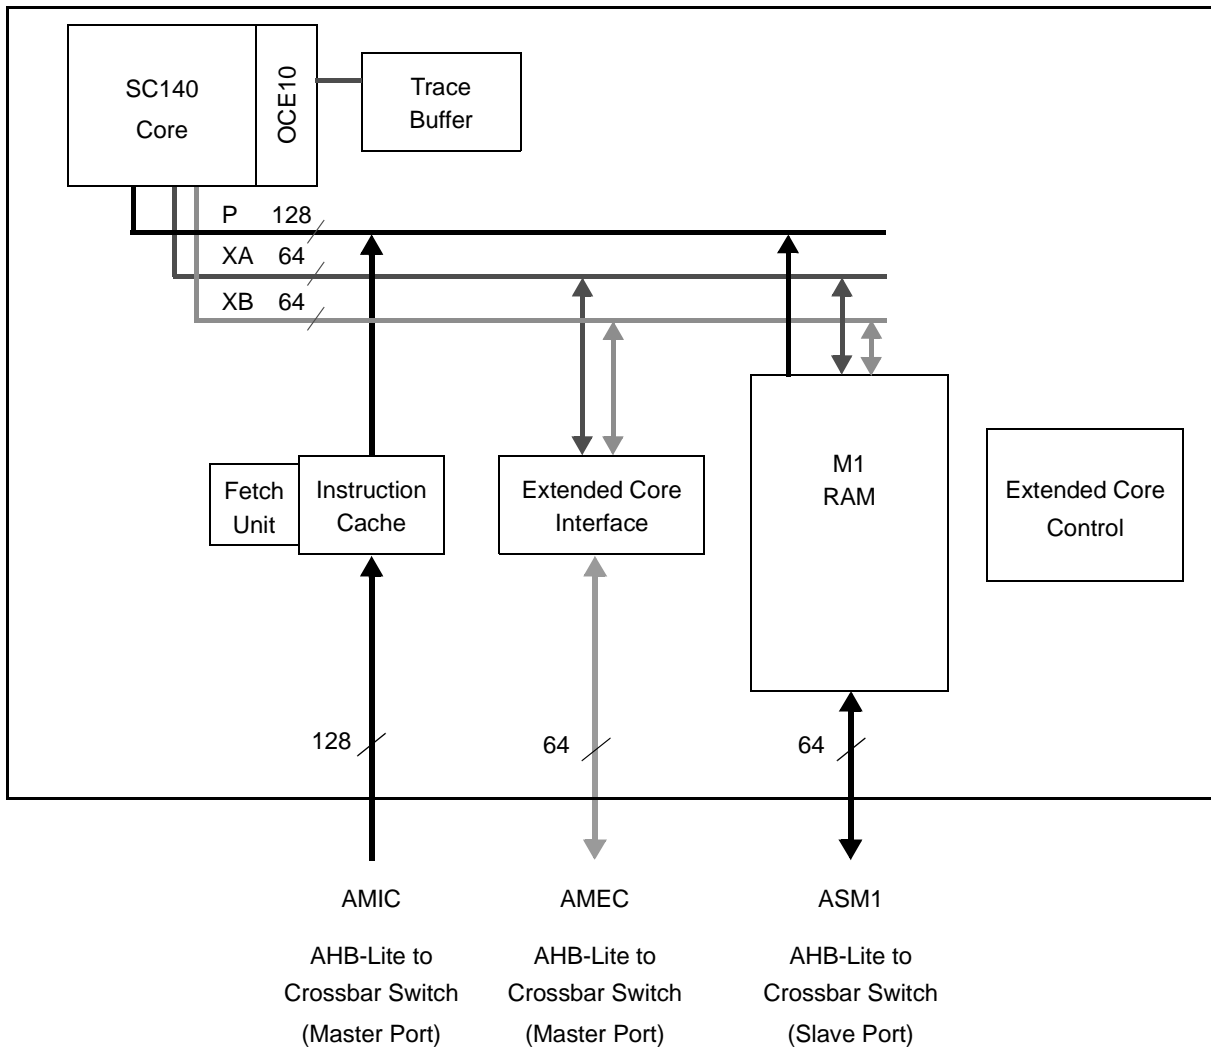 SC140
Core
OCE10
Trace
Buffer
P 128
XA 64
XB 64
Fetch
Unit
Instruction
Cache
Extended Core
Interface
M1
RAM
Extended Core
Control
128
64
64
AMIC
AHB-Lite to
Crossbar Switch
(Master Port)
AMEC
AHB-Lite to
Crossbar Switch
(Master Port)
ASM1
AHB-Lite to
Crossbar Switch
(Slave Port)